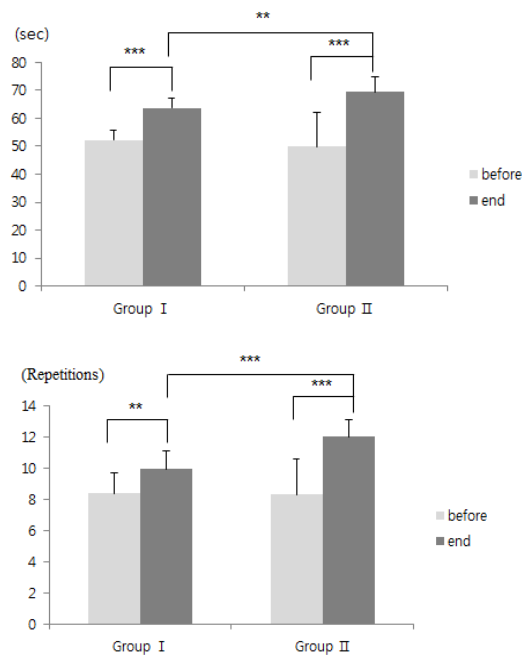 (sec)
**
***
***
80
70
60
50
40
30
20
10
0
before
end
Group Ⅰ
Group Ⅱ
(Repetitions)
***
**
***
14
12
10
8
6
4
2
0
before
end
Group Ⅰ
Group Ⅱ